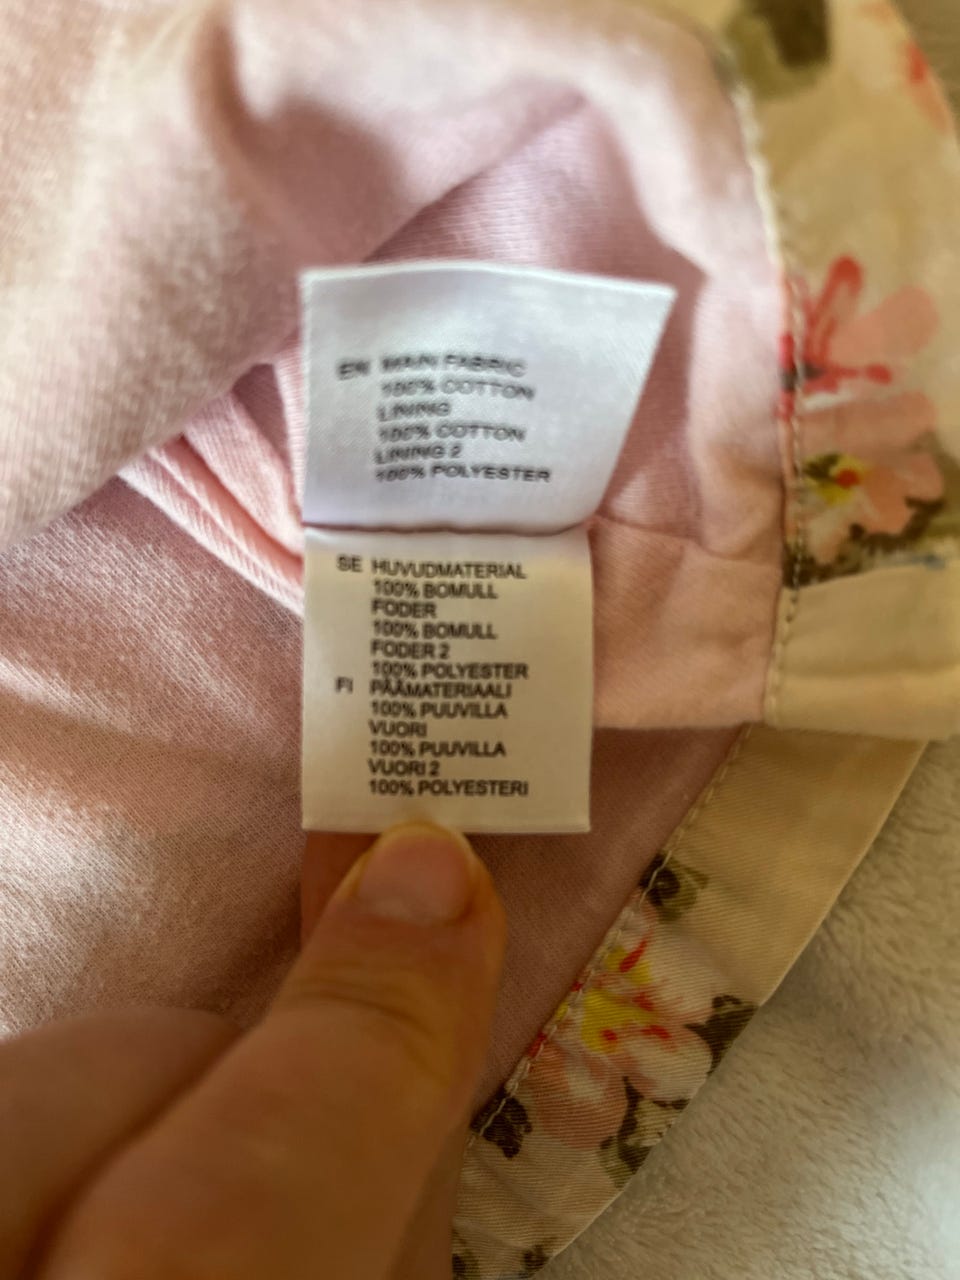 EN MAIN FABRIC
100% COTTON
LINING
100% COTTON
LINING 2
100% POLYESTER
SE HUVUDMATERIAL
100% BOMULL
FODER
100% BOMULL
FODER 2
100% POLYESTER
FI PÄÄMATERIAALI
100% PUUVILLA
VUORI
100% PUUVILLA
VUORI 2
100% POLYESTERI